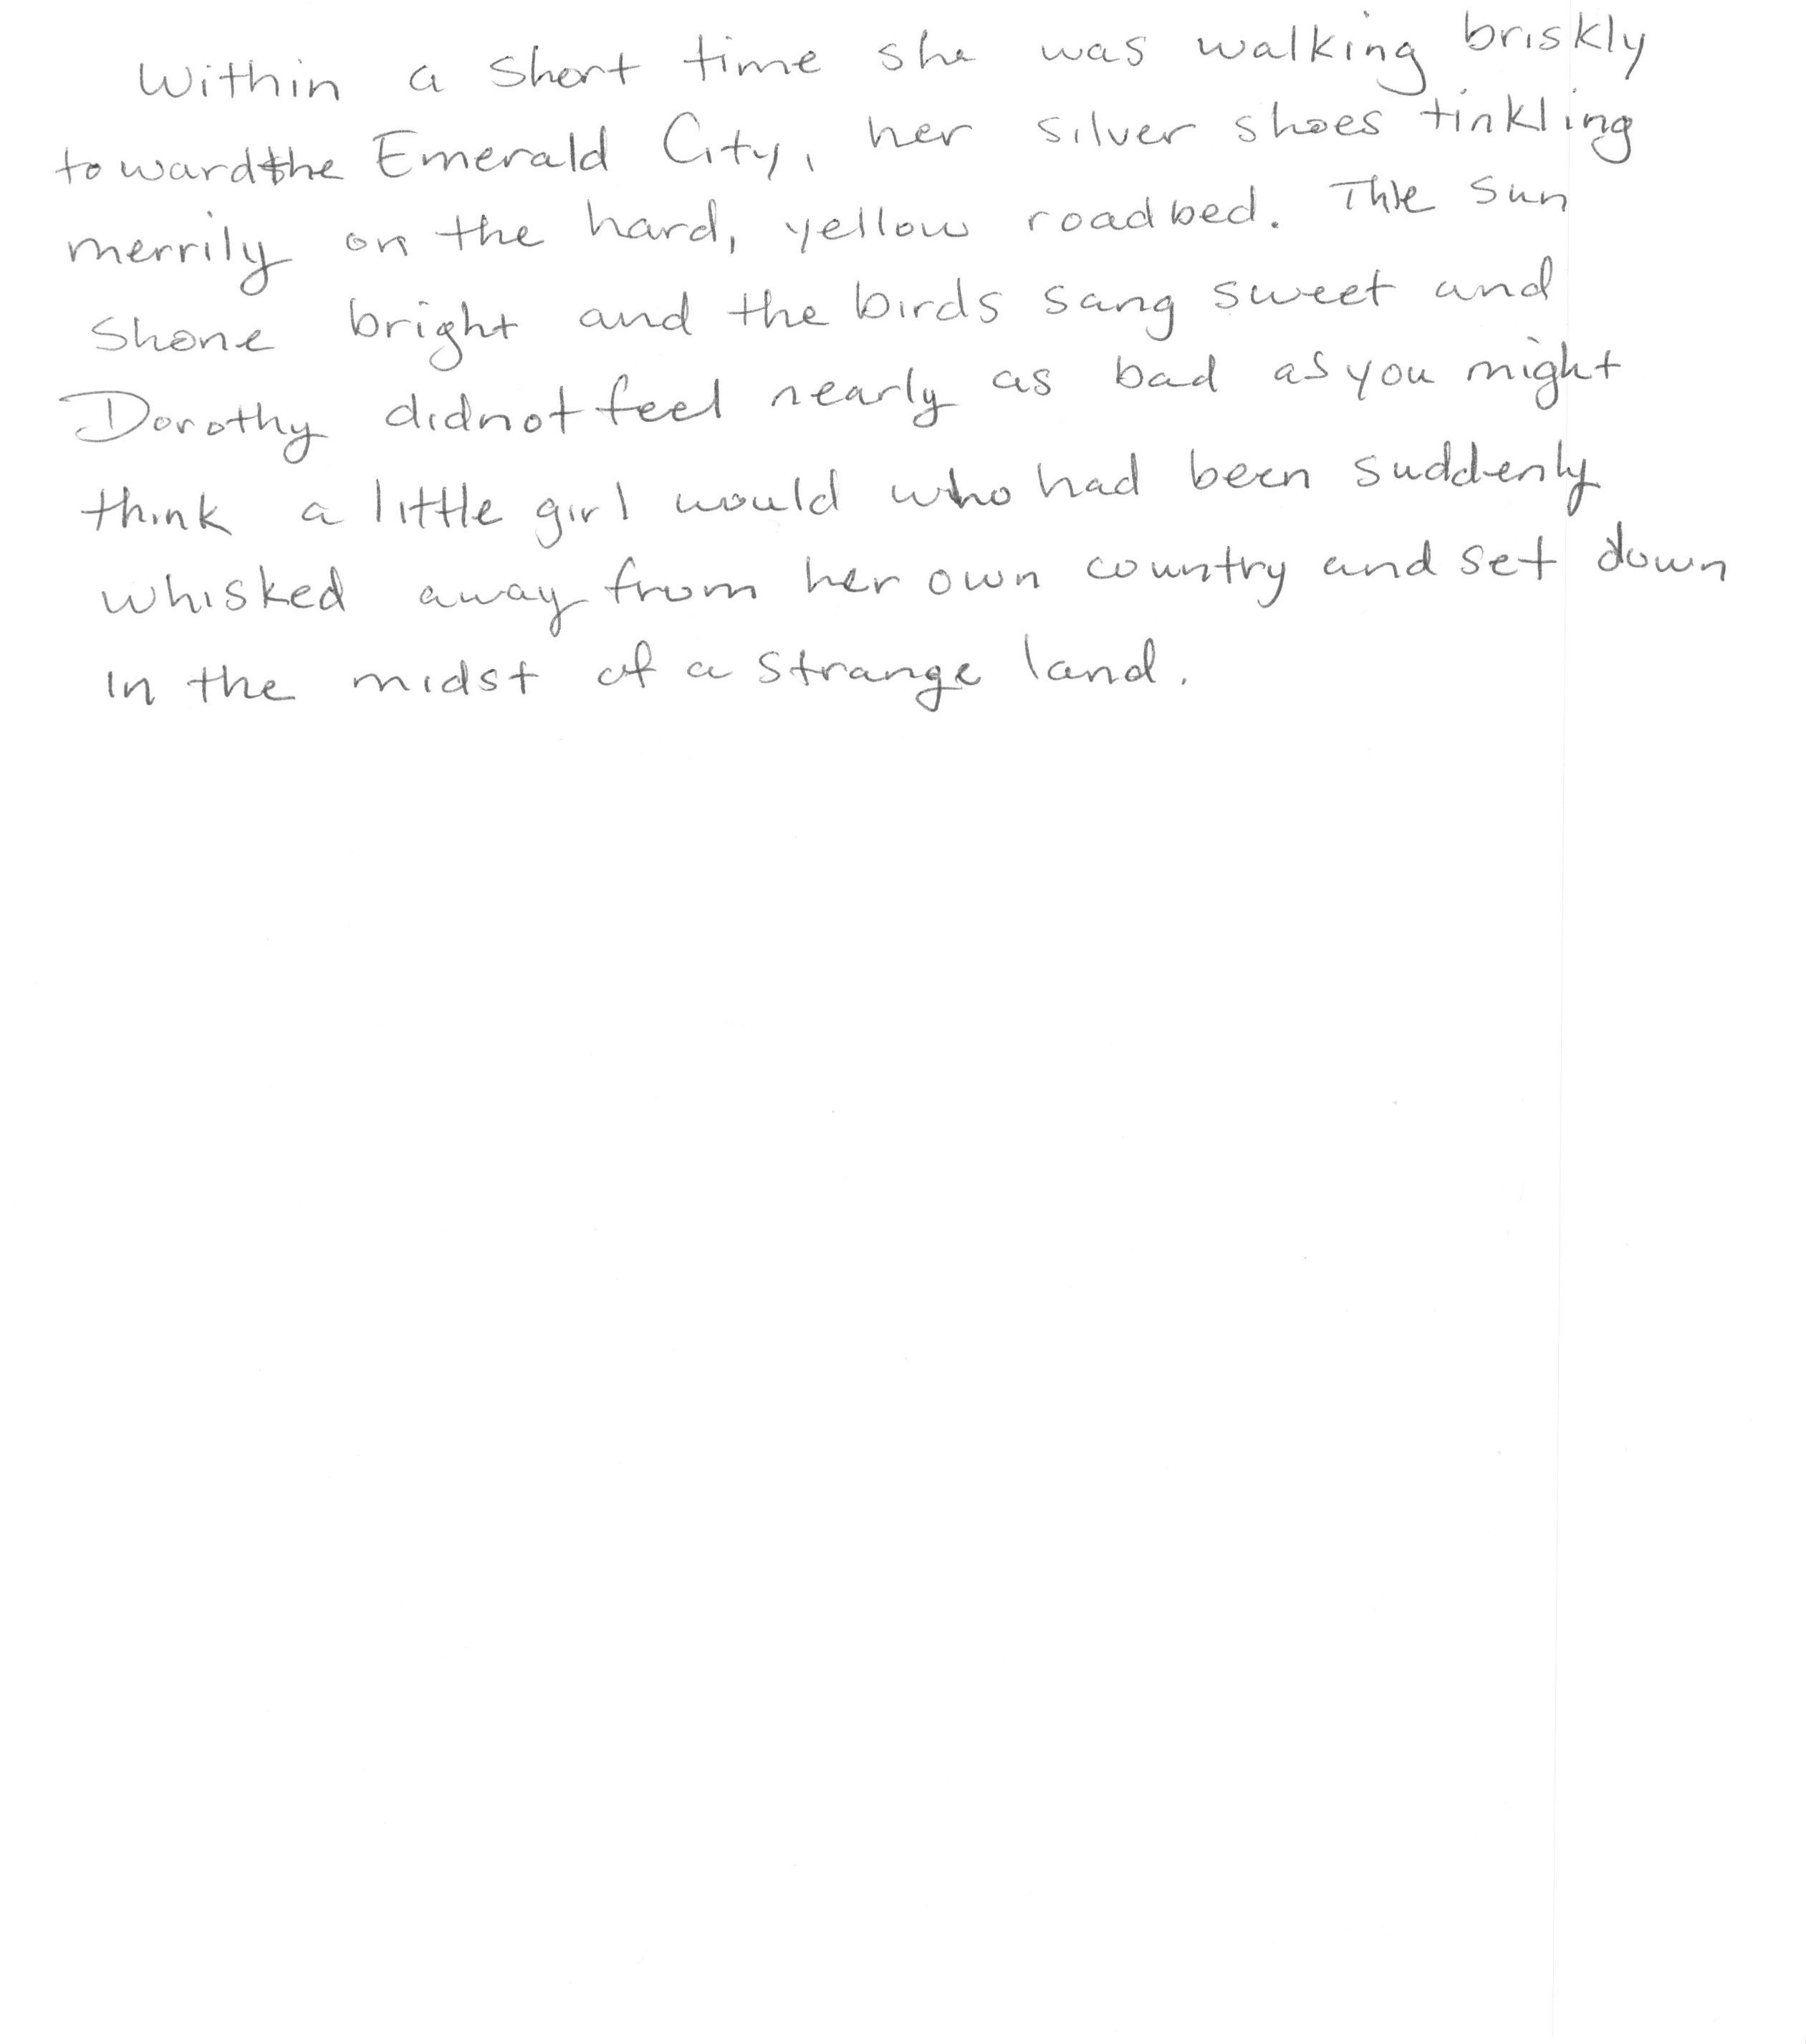 Within a short time she was walking briskly
toward the Emerald City, her silver shoes tinkling
merrily on the hard, yellow roadbed. The sun
shone bright and the birds sang sweet and
Dorothy did not feel nearly as bad as you might
think a little girl would who had been suddenly
whisked away from her own country and set down
in the midst of a strange land.